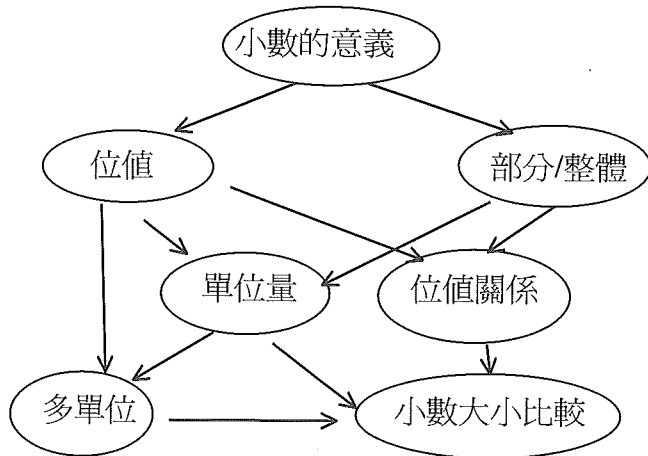 小數的意義
位值
部分/整體
單位量
位值關係
多單位
小數大小比較